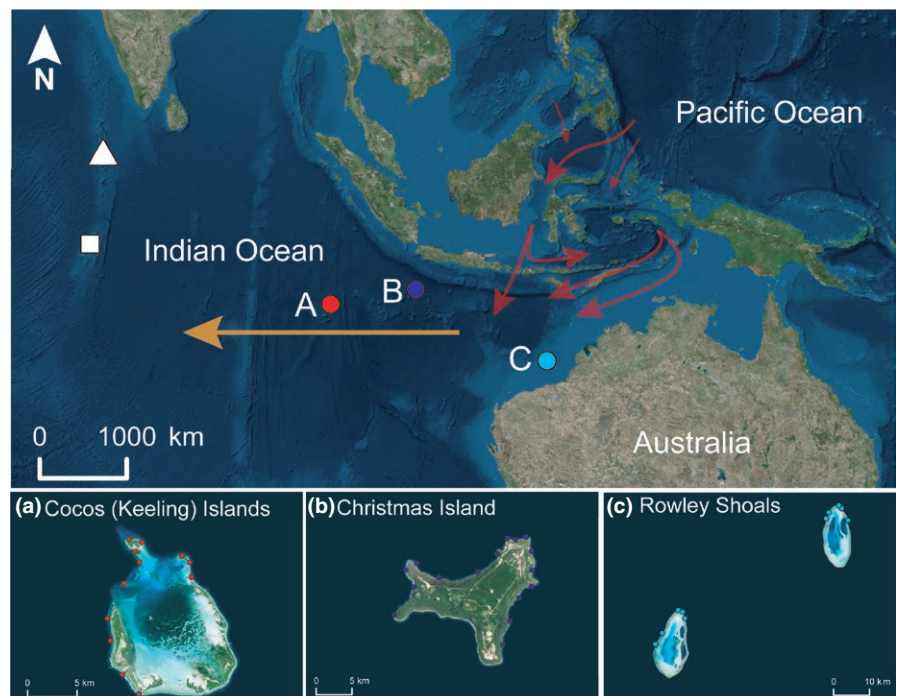 N
Pacific Ocean
Indian Ocean
A
B
C
0 1000 km
Australia
(a) Cocos (Keeling) Islands
(b) Christmas Island
(c) Rowley Shoals
0 5 km
0 5 km
0 10 km